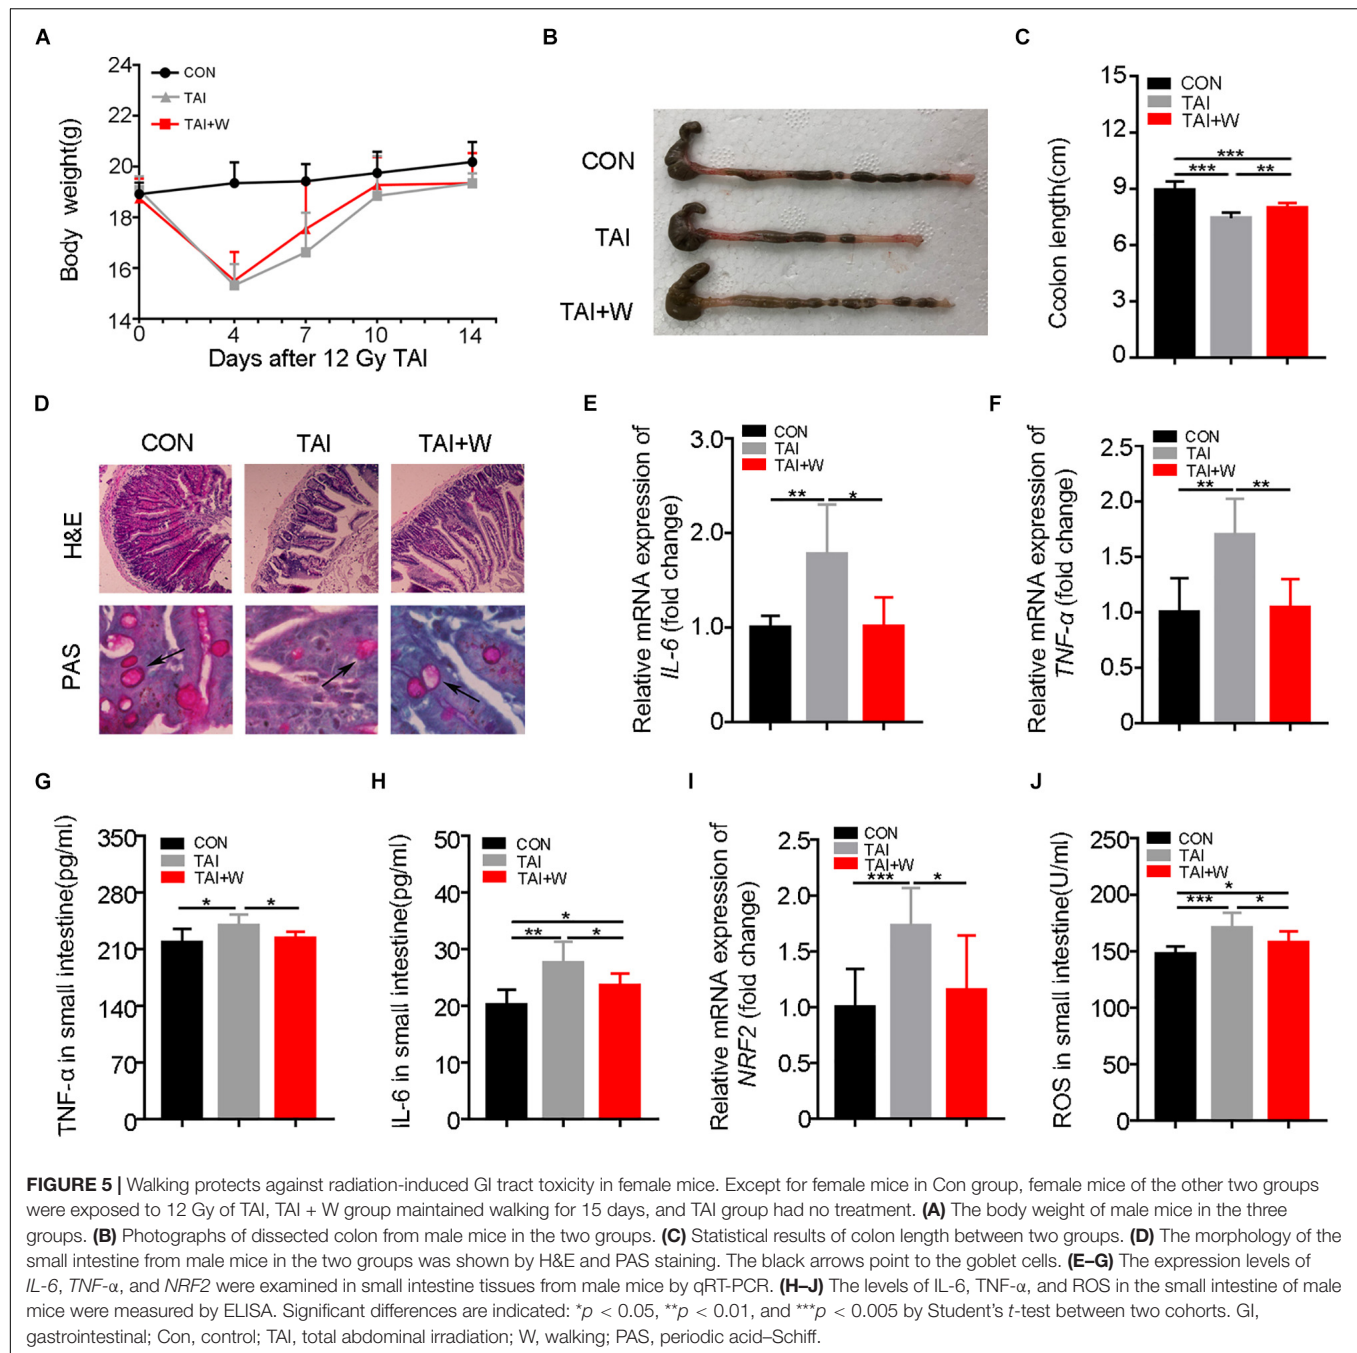 A
Body weight(g)
24
22
20
18
16
14
CON
TAI
TAI+W
0 4 7 10 14
Days after 12 Gy TAI
B
CON
TAI
TAI+W
C
Ccolon length(cm)
15
12
9
6
3
0
CON
TAI
TAI+W
***
*** **
D
CON TAI TAI+W
H&E
PAS
E
Relative mRNA expression of
IL-6 (fold change)
3.0
2.0
1.0
0
CON
TAI
TAI+W
** *
F
Relative mRNA expression of
TNF-α (fold change)
2.5
2.0
1.5
1.0
0.5
0
CON
TAI
TAI+W
** **
G
TNF-α in small intestine(pg/ml)
350
280
210
140
70
0
CON
TAI
TAI+W
* *
H
IL-6 in small intestine(pg/ml)
50
40
30
20
10
0
CON
TAI
TAI+W
*
** *
I
Relative mRNA expression of
NRF2 (fold change)
2.5
2.0
1.5
1.0
0.5
0
CON
TAI
TAI+W
*** *
J
ROS in small intestine(U/ml)
250
200
150
100
50
0
CON
TAI
TAI+W
*
*** *
FIGURE 5 | Walking protects against radiation-induced GI tract toxicity in female mice. Except for female mice in Con group, female mice of the other two groups
were exposed to 12 Gy of TAI, TAI + W group maintained walking for 15 days, and TAI group had no treatment. (A) The body weight of male mice in the three
groups. (B) Photographs of dissected colon from male mice in the two groups. (C) Statistical results of colon length between two groups. (D) The morphology of the
small intestine from male mice in the two groups was shown by H&E and PAS staining. The black arrows point to the goblet cells. (E–G) The expression levels of
IL-6, TNF-α, and NRF2 were examined in small intestine tissues from male mice by qRT-PCR. (H–J) The levels of IL-6, TNF-α, and ROS in the small intestine of male
mice were measured by ELISA. Significant differences are indicated: *p < 0.05, **p < 0.01, and ***p < 0.005 by Student's t-test between two cohorts. GI,
gastrointestinal; Con, control; TAI, total abdominal irradiation; W, walking; PAS, periodic acid–Schiff.